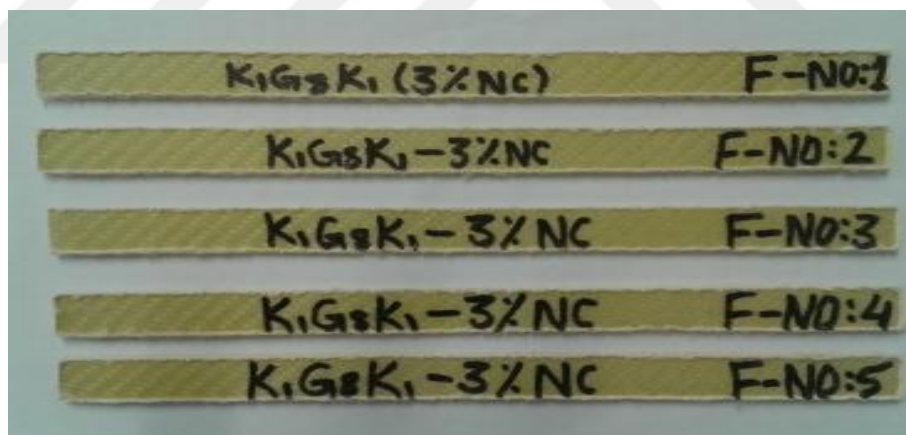 K₁G₈K₁ (3% NC) F-NO:1
K₁G₈K₁-3% NC F-NO:2
K₁G₈K₁-3% NC F-NO:3
K₁G₈K₁-3% NC F-NO:4
K₁G₈K₁-3% NC F-NO:5